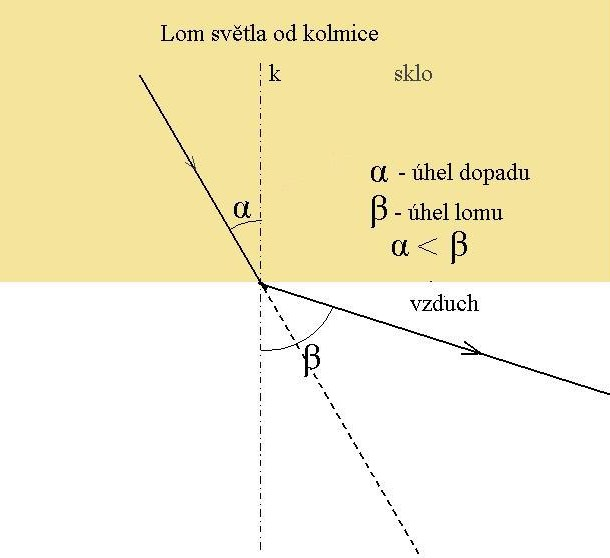 Lom světla od kolmice
k
sklo
α
α - úhel dopadu
β - úhel lomu
α < β
vzduch
β